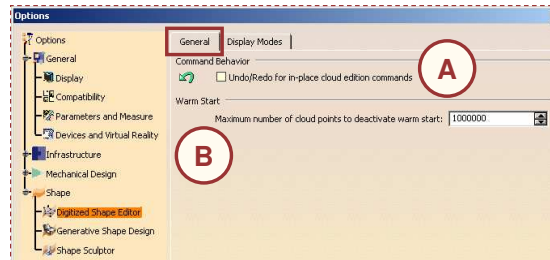 Options
Options
General
Display
Compatibility
Parameters and Measure
Devices and Virtual Reality
Infrastructure
Mechanical Design
Shape
Digitized Shape Editor
Generative Shape Design
Shape Sculptor
General Display Modes
Command Behavior
Undo/Redo for in-place cloud edition commands
A
Warm Start
Maximum number of cloud points to deactivate warm start: 1000000
B